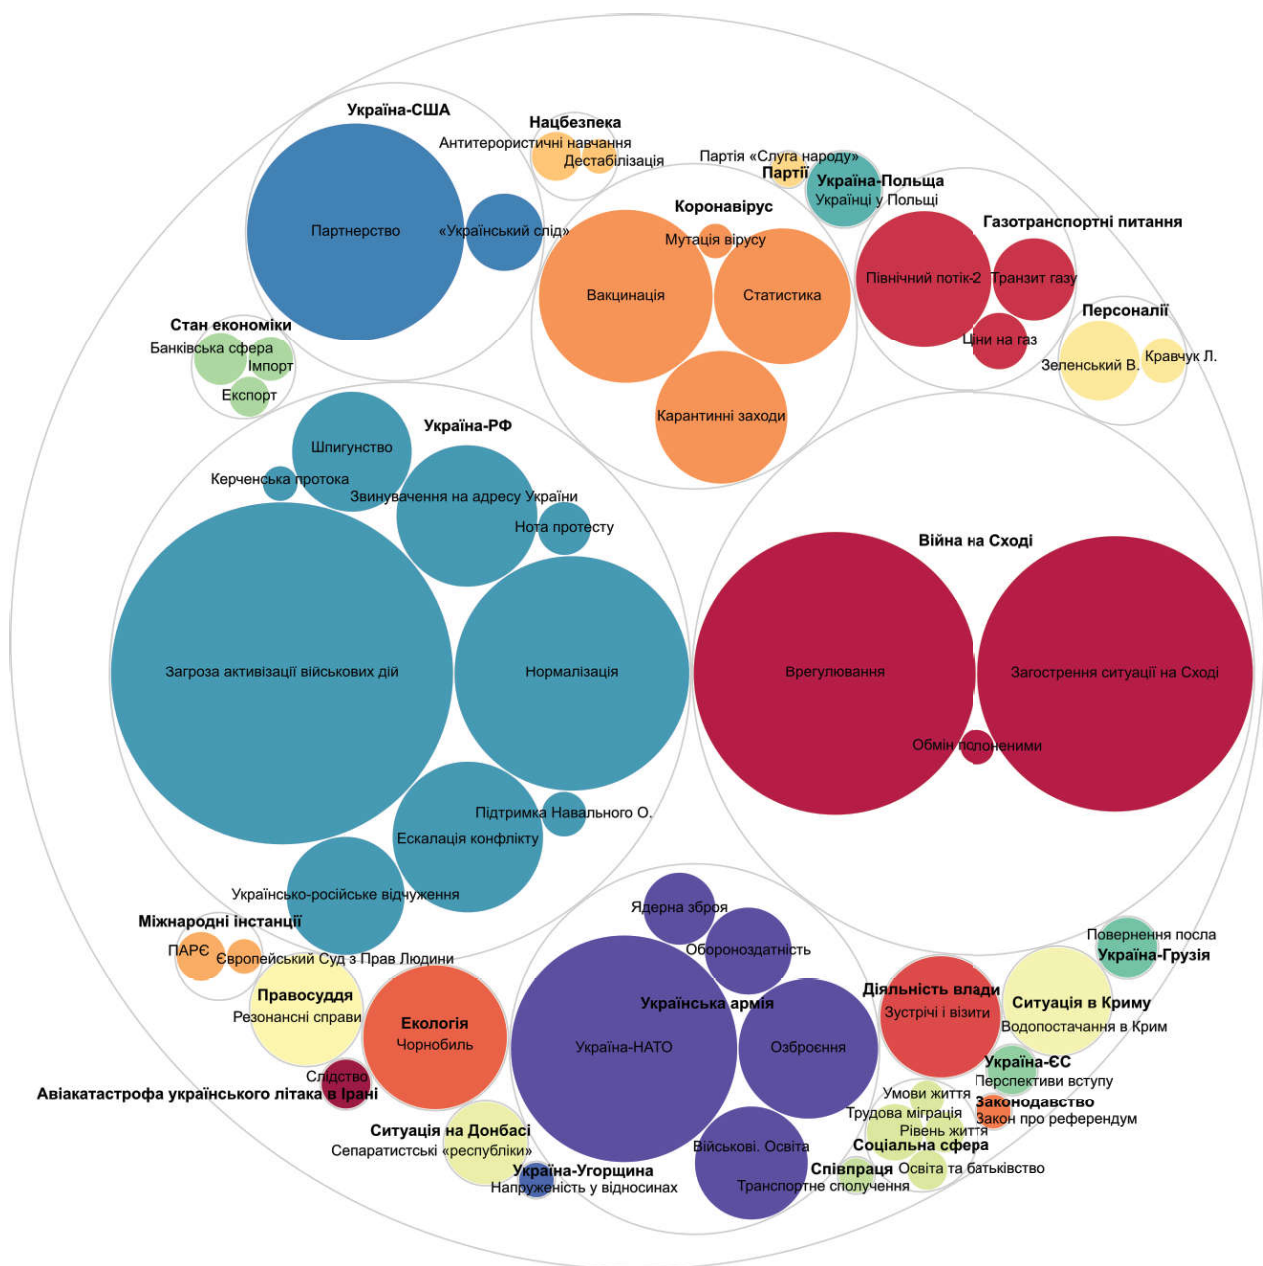 Україна-США
Партнерство
«Український слід»
Нацбезпека
Антитерористичні навчання
Дестабілізація
Партія «Слуга народу»
Партії
Україна-Польща
Українці у Польщі
Коронавірус
Мутація вірусу
Вакцинація
Статистика
Карантинні заходи
Газотранспортні питання
Північний потік-2
Транзит газу
Ціни на газ
Персоналії
Зеленський В.
Кравчук Л.
Стан економіки
Банківська сфера
Імпорт
Експорт
Україна-РФ
Шпигунство
Керченська протока
Звинувачення на адресу України
Нота протесту
Загроза активізації військових дій
Нормалізація
Підтримка Навального О.
Ескалація конфлікту
Українсько-російське відчуження
Війна на Сході
Врегулювання
Загострення ситуації на Сході
Обмін полоненими
Міжнародні інстанції
ПАРЄ
Європейський Суд з Прав Людини
Правосуддя
Резонансні справи
Екологія
Чорнобиль
Слідство
Авіакатастрофа українського літака в Ірані
Ситуація на Донбасі
Сепаратистські «республіки»
Україна-Угорщина
Напруженість у відносинах
Ядерна зброя
Обороноздатність
Українська армія
Україна-НАТО
Озброєння
Військові. Освіта
Діяльність влади
Зустрічі і візити
Повернення посла
Україна-Грузія
Ситуація в Криму
Водопостачання в Крим
Україна-ЄС
Перспективи вступу
Законодавство
Закон про референдум
Умови життя
Трудова міграція
Рівень життя
Соціальна сфера
Освіта та батьківство
Співпраця
Транспортне сполучення